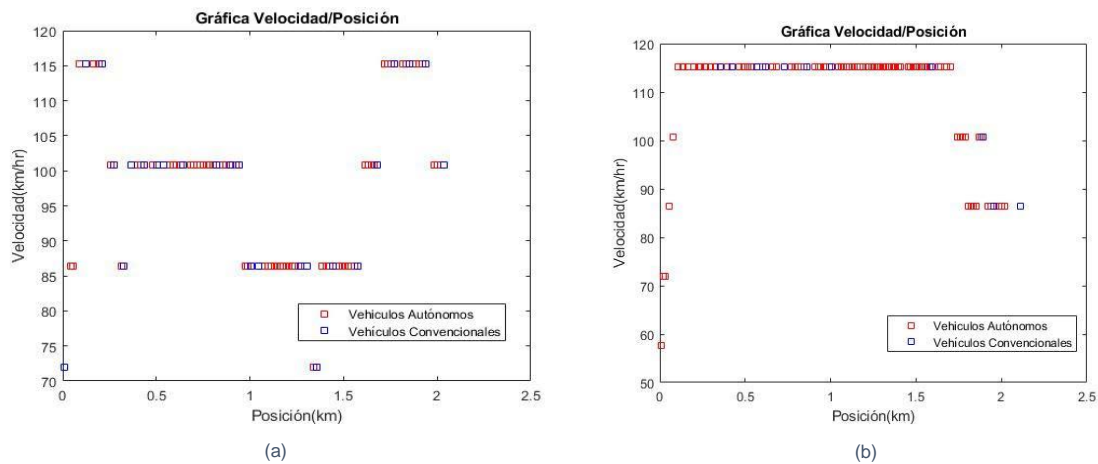 Gráfica Velocidad/Posición
120
115
110
105
100
95
90
85
80
75
70
Velocidad(km/hr)
0 0.5 1 1.5 2 2.5
Posición(km)
Vehiculos Autónomos
Vehículos Convencionales
(a)
Gráfica Velocidad/Posición
120
110
100
90
80
70
60
50
Velocidad(km/hr)
0 0.5 1 1.5 2 2.5
Posición(km)
Vehiculos Autónomos
Vehículos Convencionales
(b)